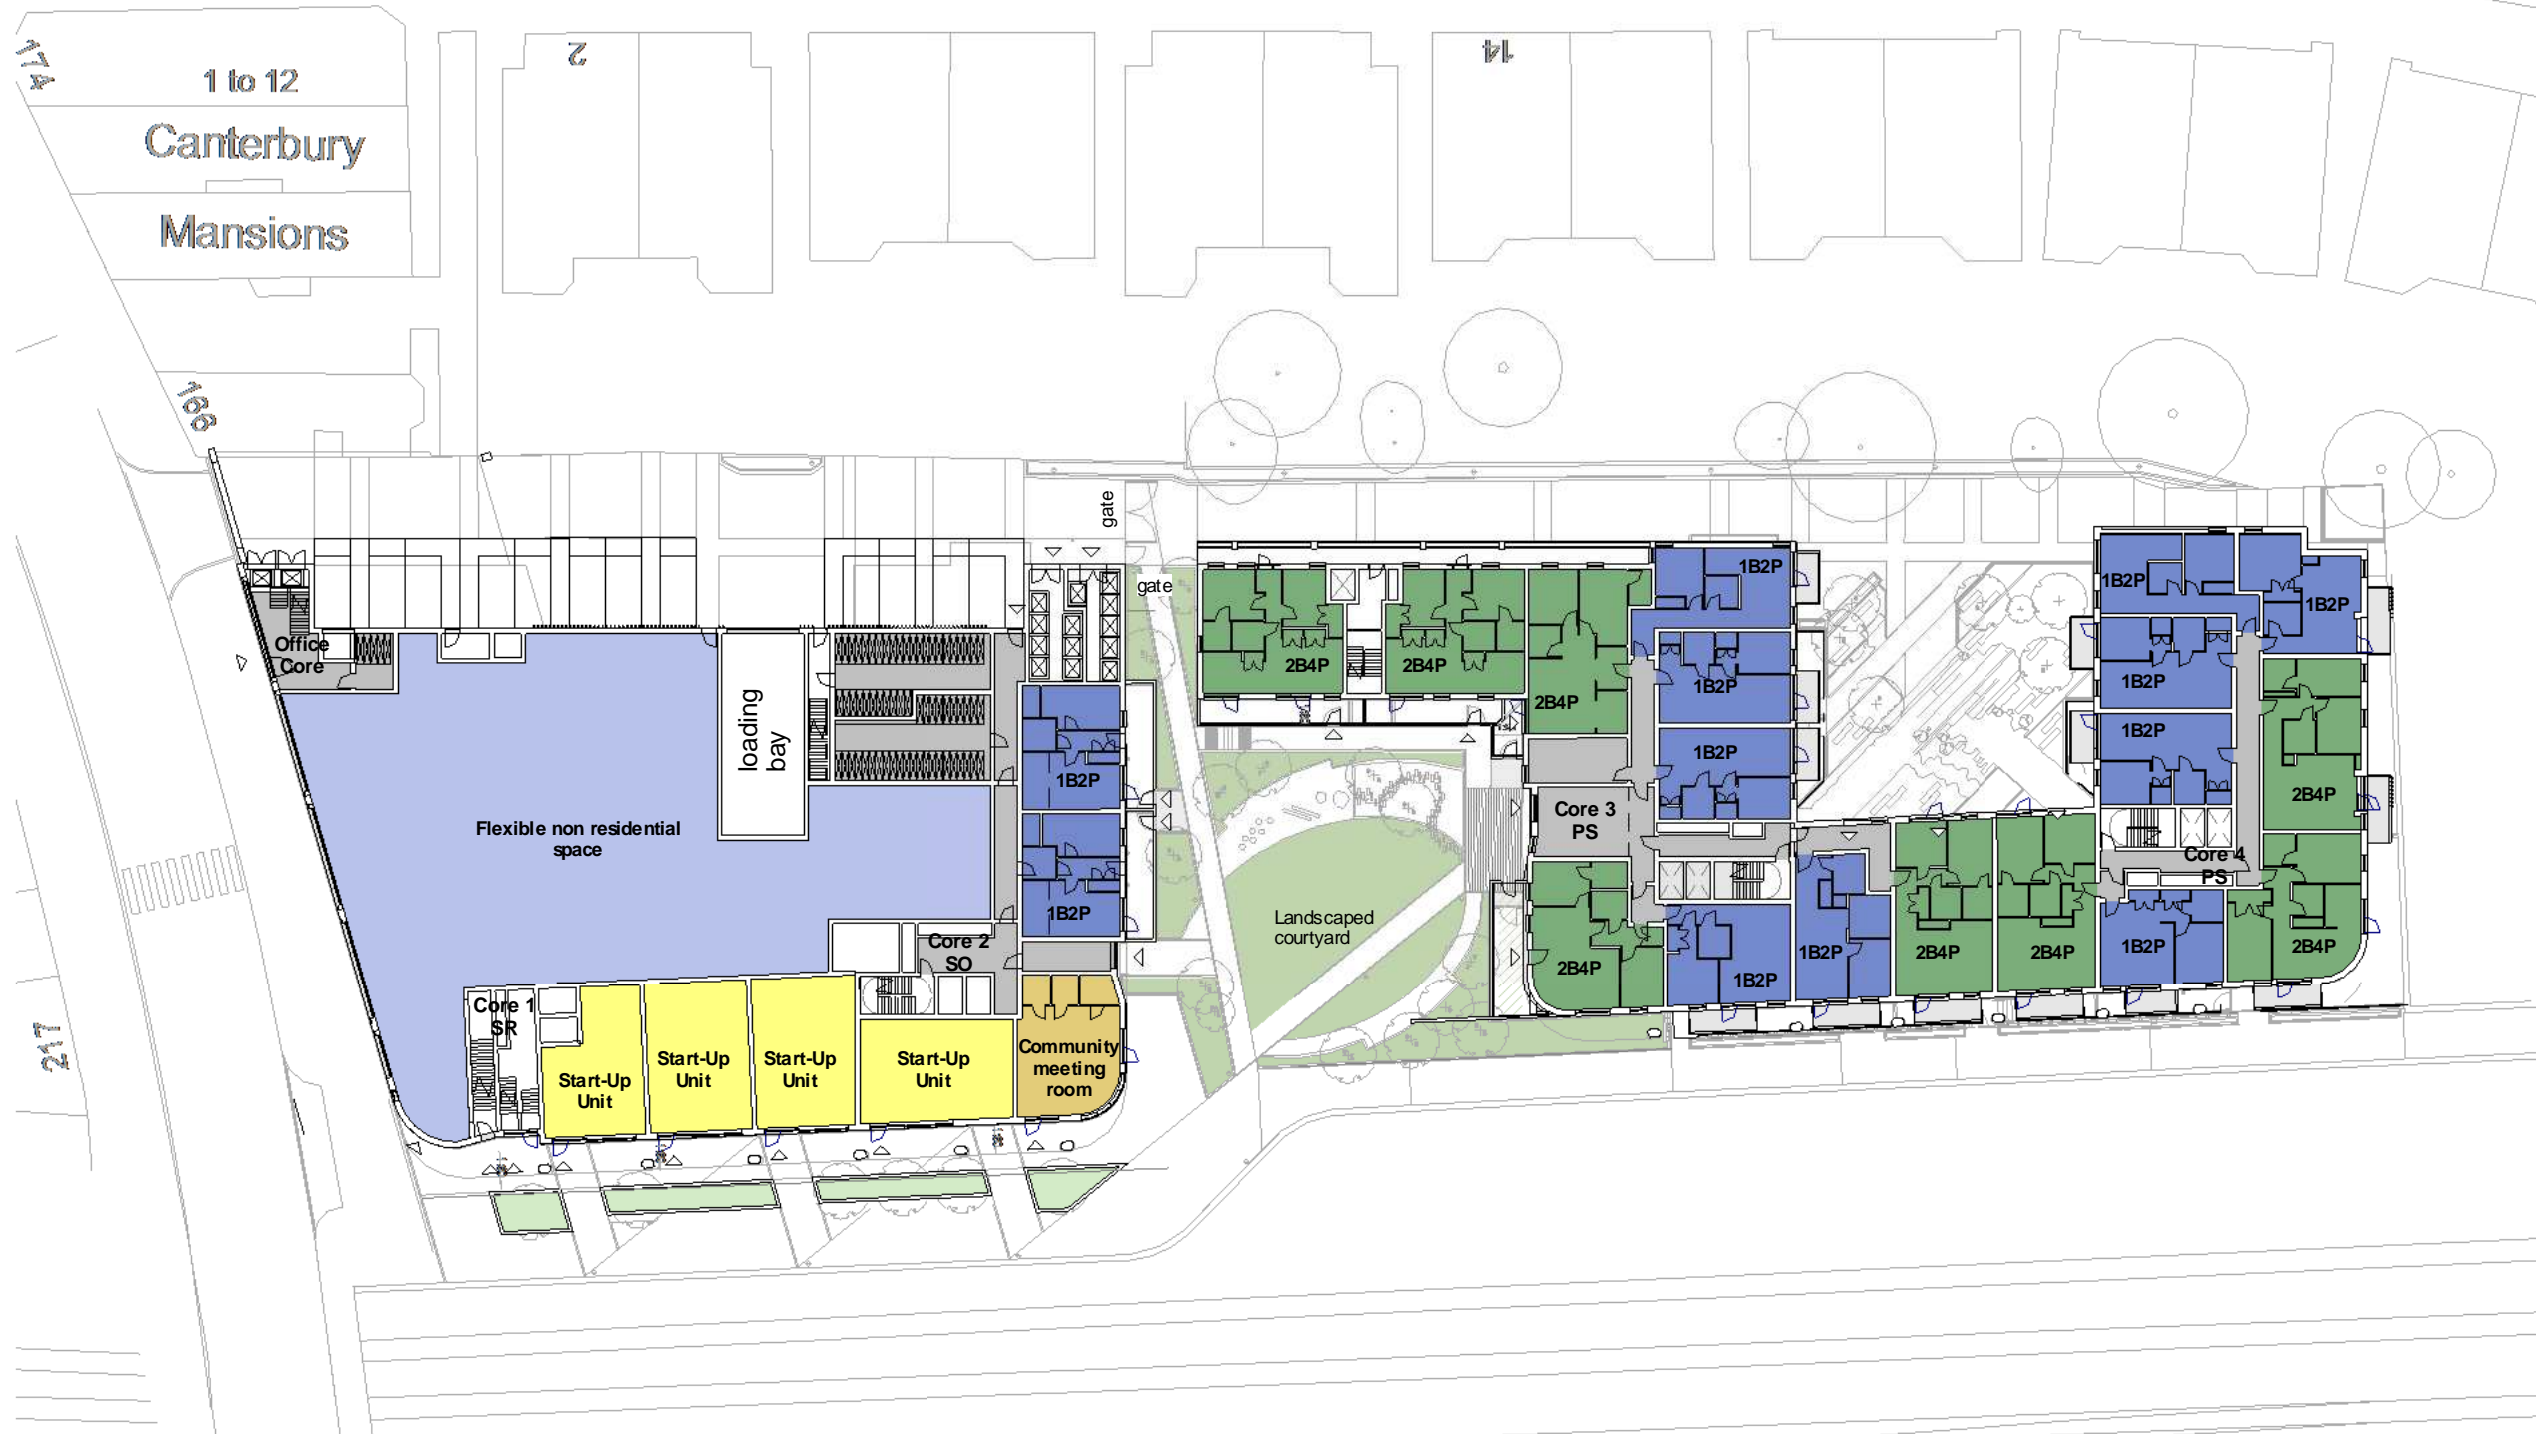 174
1 to 12
Canterbury
Mansions
2
14
166
gate
gate
Office
Core
loading
bay
Flexible non residential
space
1B2P
1B2P
Core 2
SO
Core 1
SR
Start-Up
Unit
Start-Up
Unit
Start-Up
Unit
Start-Up
Unit
Community
meeting
room
217
Landscaped
courtyard
2B4P
2B4P
2B4P
1B2P
1B2P
1B2P
Core 3
PS
2B4P
1B2P
1B2P
2B4P
2B4P
1B2P
1B2P
1B2P
1B2P
2B4P
Core 4
PS
1B2P
2B4P